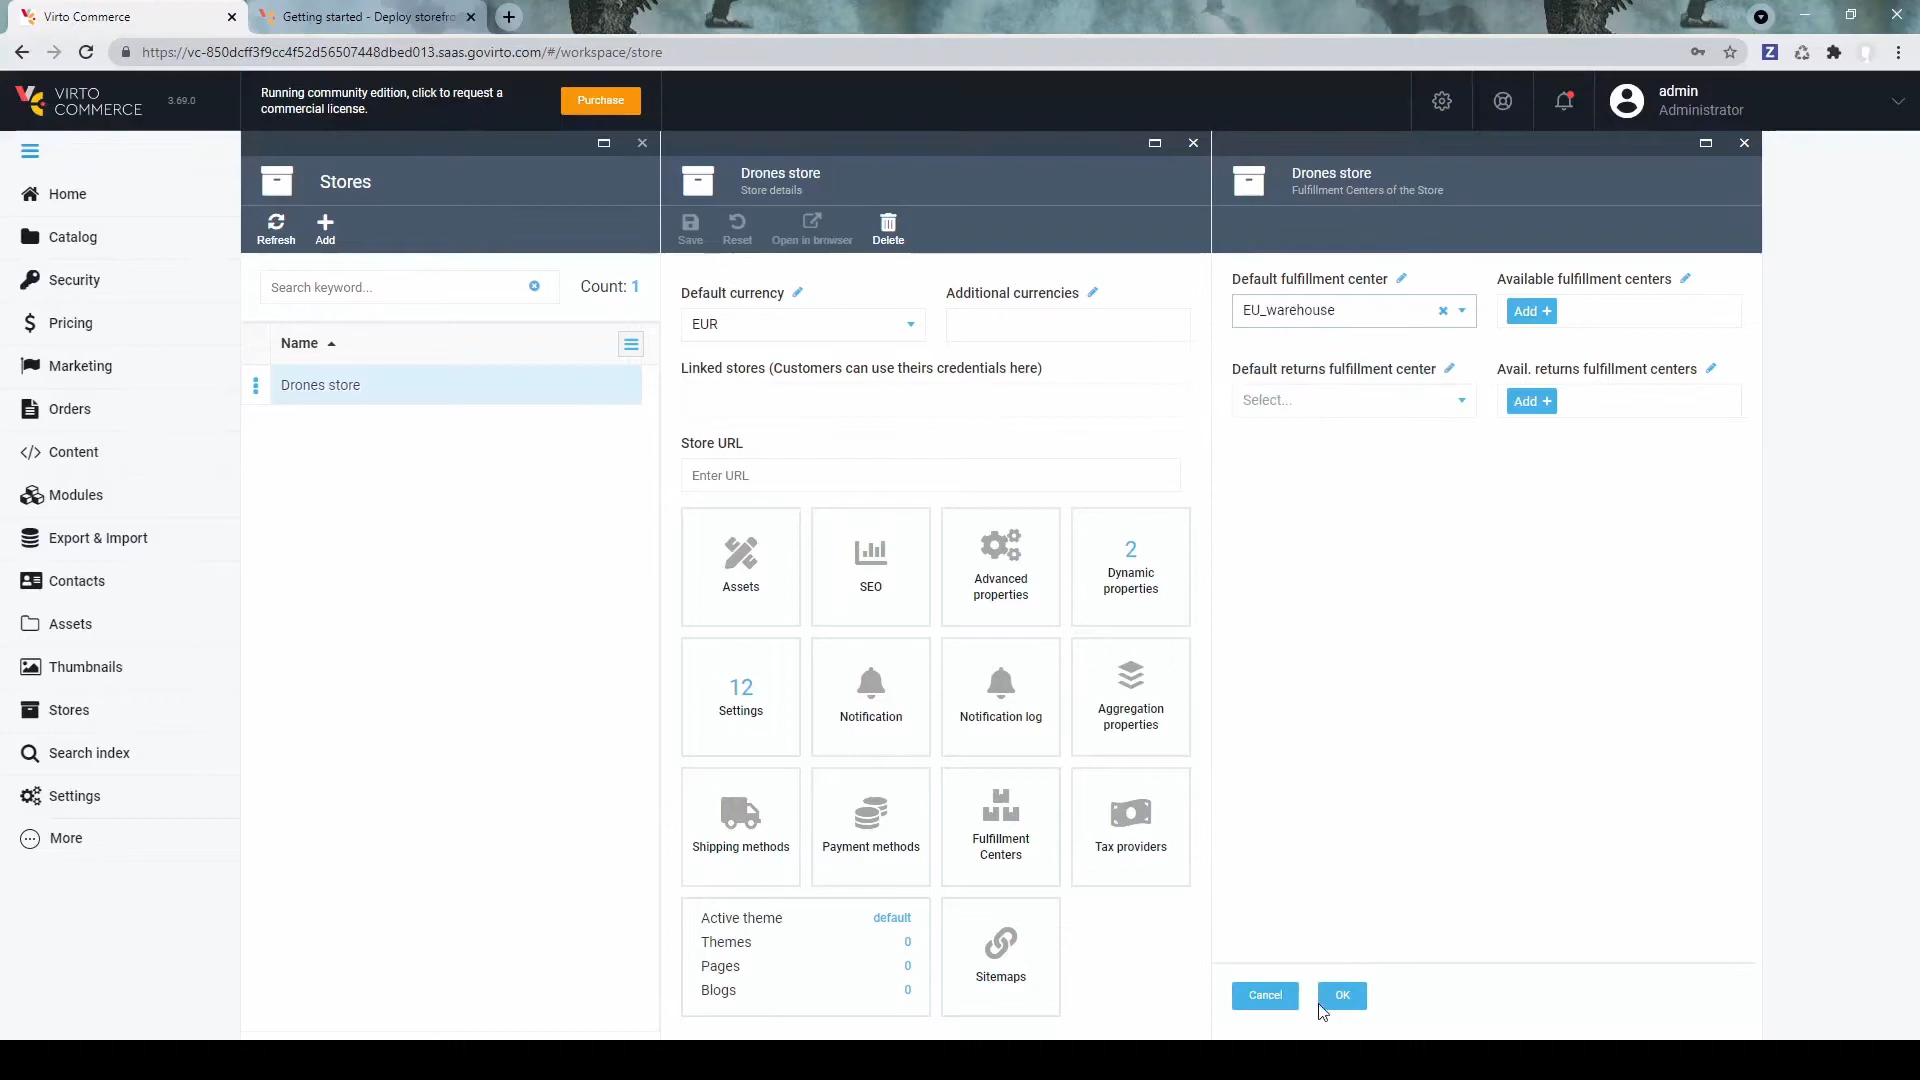 Virto Commerce
Getting started - Deploy storefro
https://vc-850dcff3f9cc4f52d56507448dbed013.saas.govirto.com/#/workspace/store
VIRTO
COMMERCE
3.69.0
Running community edition, click to request a
commercial license.
Purchase
admin
Administrator
Home
Catalog
Security
Pricing
Marketing
Orders
Content
Modules
Export & Import
Contacts
Assets
Thumbnails
Stores
Search index
Settings
More
Stores
Refresh
Add
Search keyword...
Count: 1
Name
Drones store
Drones store
Store details
Save
Reset
Open in browser
Delete
Default currency
Additional currencies
EUR
Linked stores (Customers can use theirs credentials here)
Store URL
Enter URL
Assets
SEO
Advanced
properties
2
Dynamic
properties
12
Settings
Notification
Notification log
Aggregation
properties
Shipping methods
Payment methods
Fulfillment
Centers
Tax providers
Active theme default
Themes 0
Pages 0
Blogs 0
Sitemaps
Drones store
Fulfillment Centers of the Store
Default fulfillment center
Available fulfillment centers
EU_warehouse
Add +
Default returns fulfillment center
Avail. returns fulfillment centers
Select...
Add +
Cancel
OK